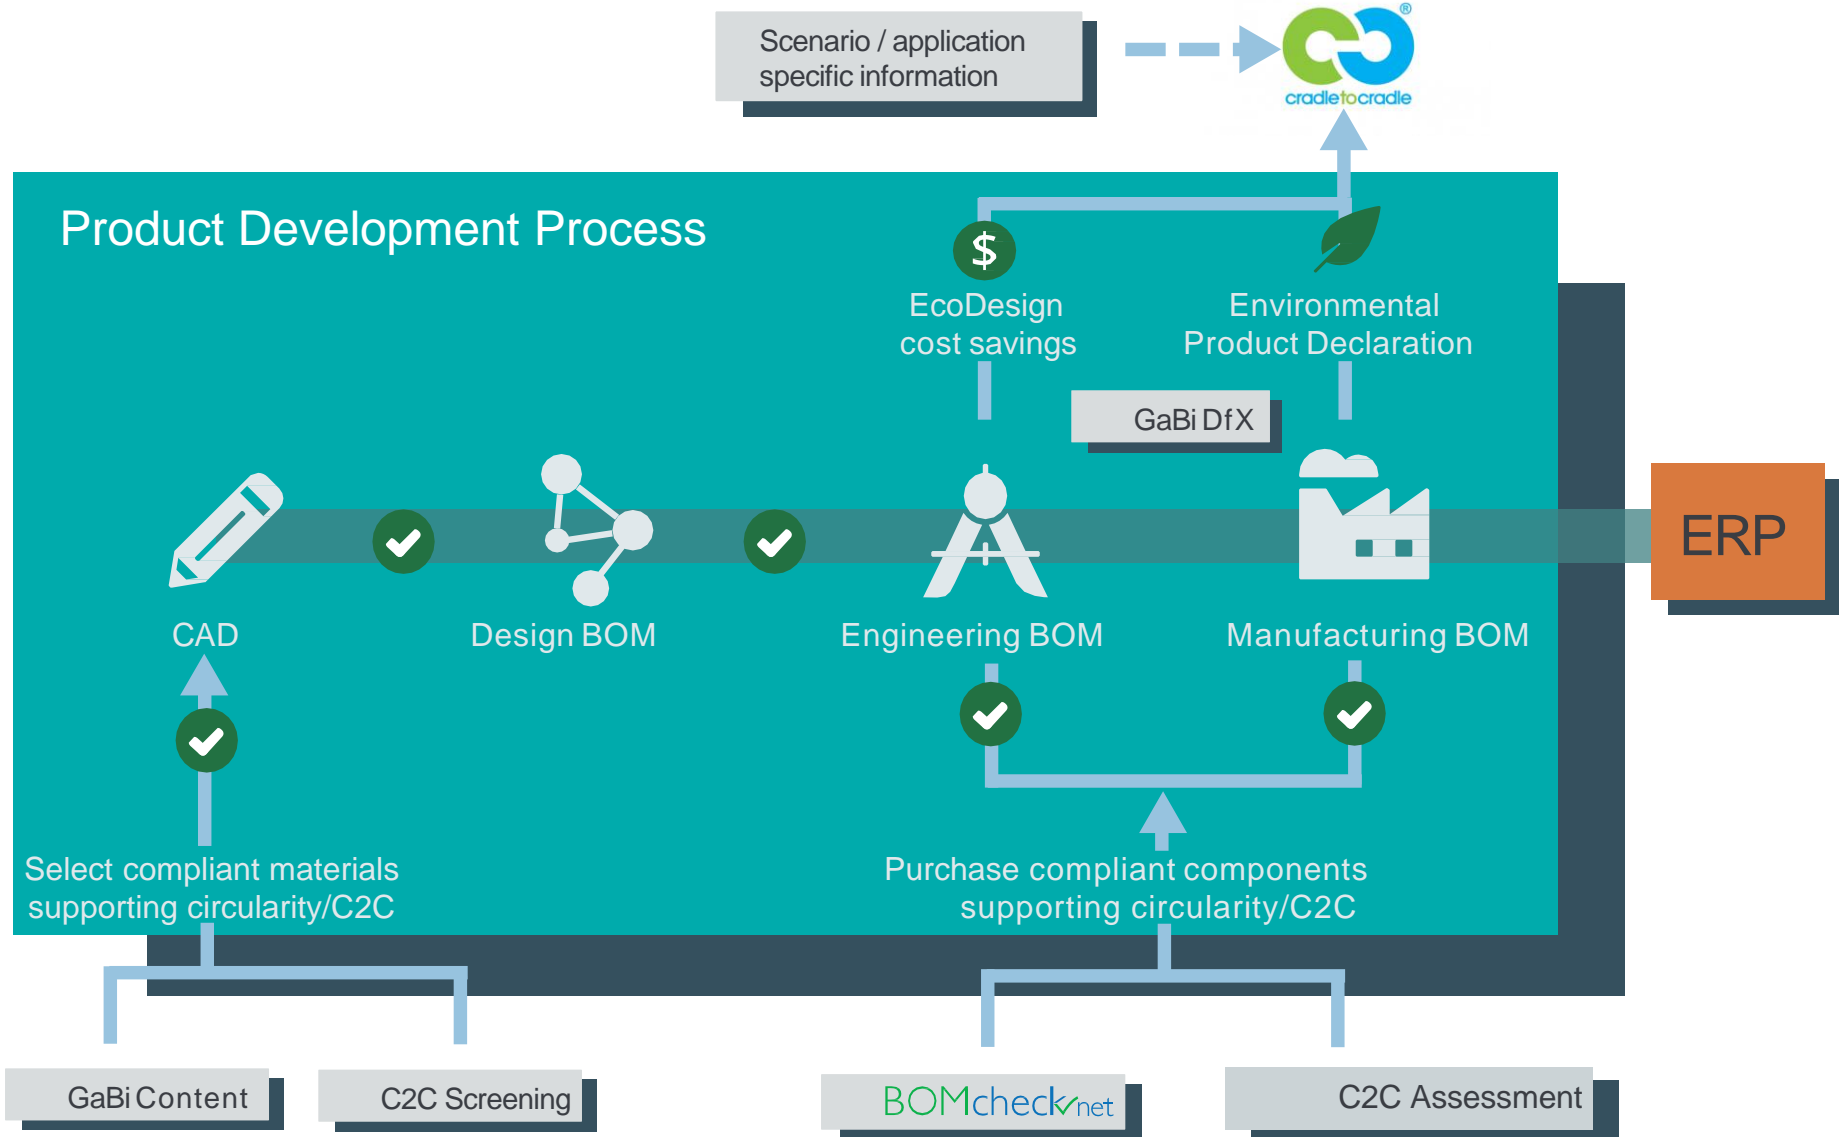 Scenario / application
specific information
®
cradletocradle
Product Development Process
$
EcoDesign
cost savings
Environmental
Product Declaration
GaBi DfX
ERP
CAD
Design BOM
Engineering BOM
Manufacturing BOM
Select compliant materials
supporting circularity/C2C
Purchase compliant components
supporting circularity/C2C
GaBi Content
C2C Screening
BOMcheck net
C2C Assessment